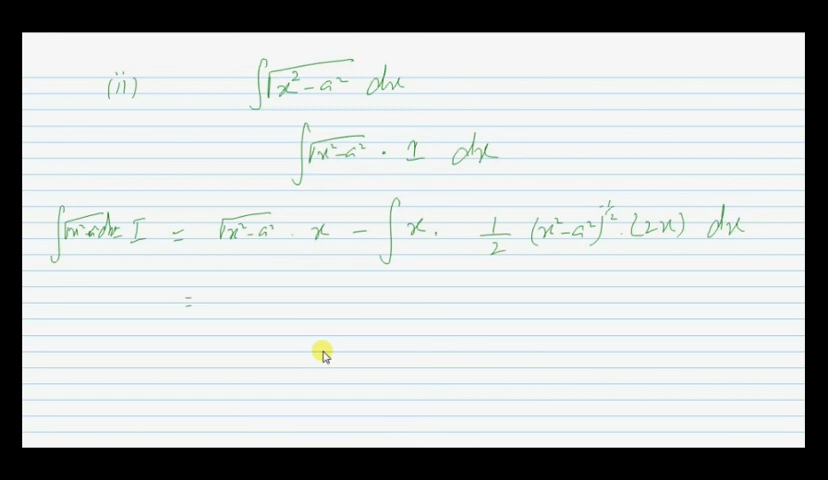 (ii) ∫√x²-a² dx
∫√x²-a² · 1 dx
∫√x²-a² dx = I = √x²-a² · x - ∫ x · 1/2 (x²-a²)^-1/2 · (2x) dx
=